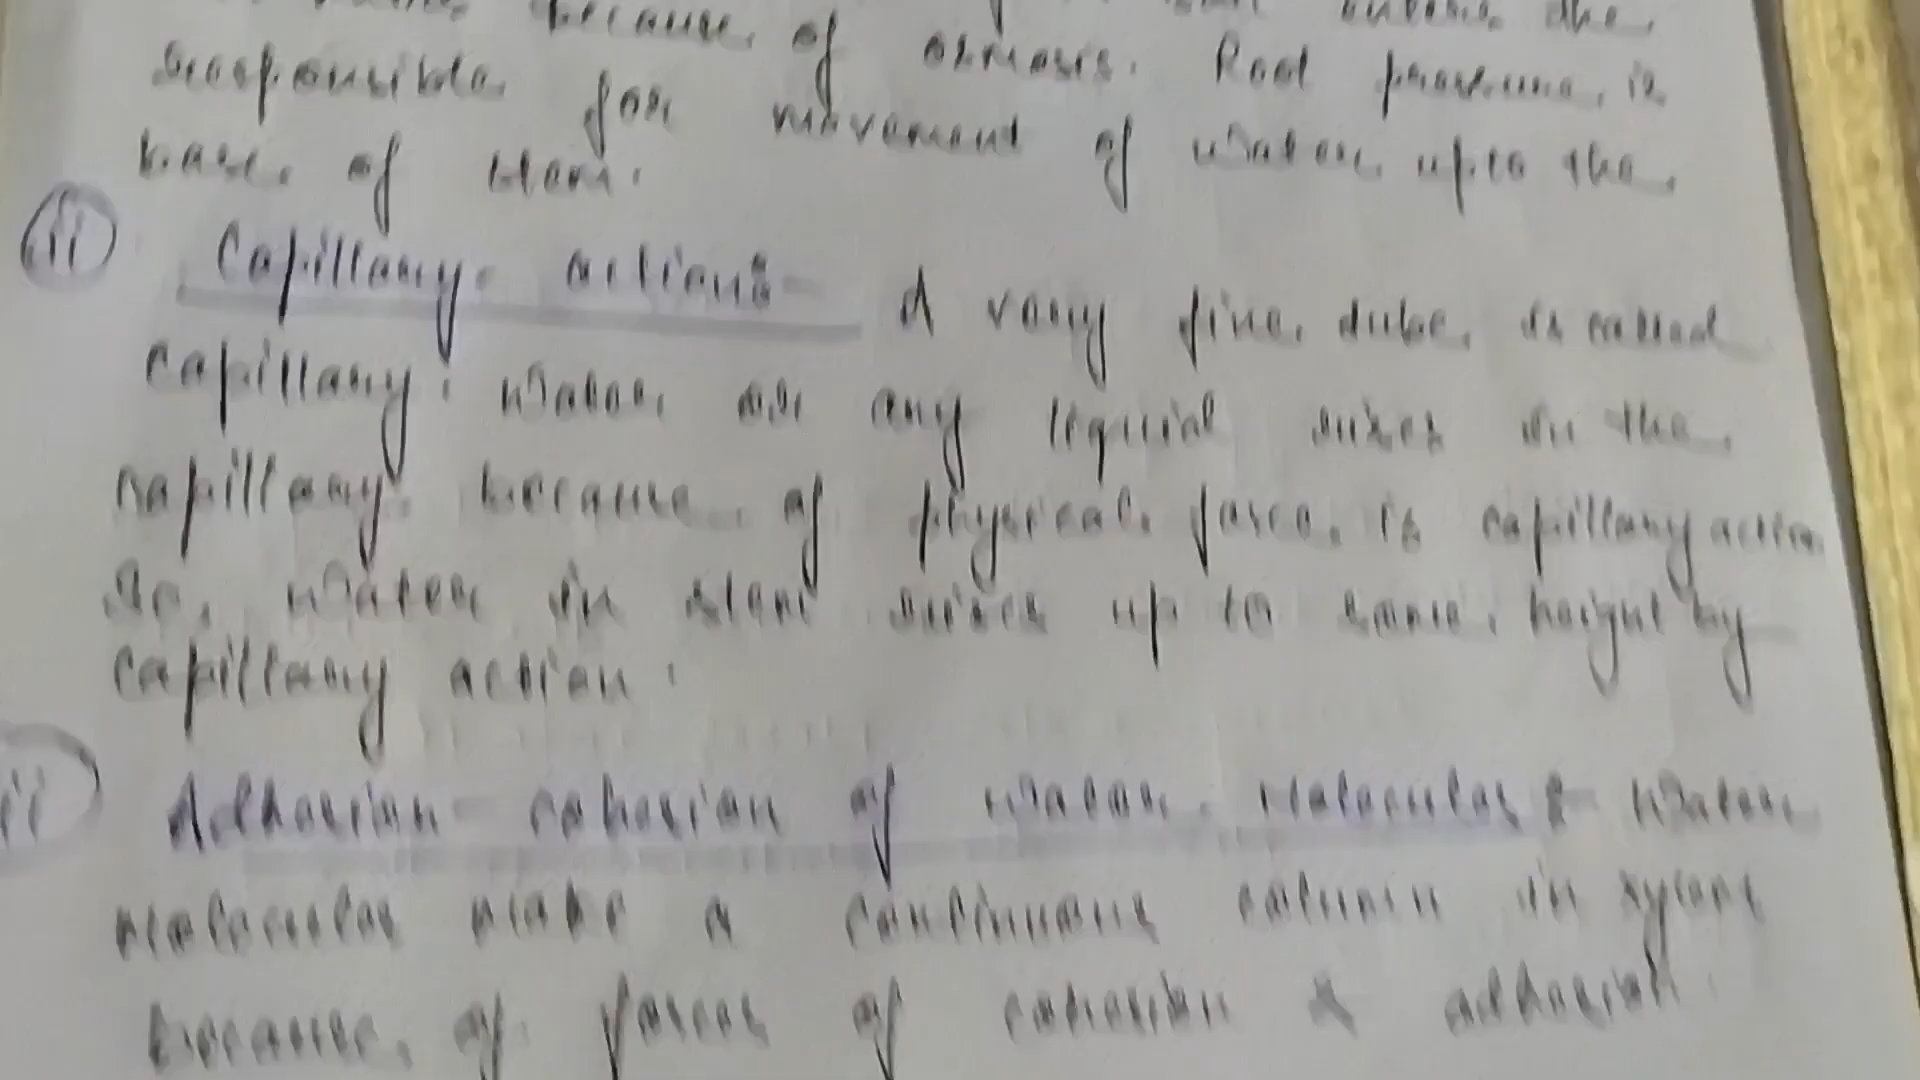 because of osmosis. Root pressure is
responsible for movement of water upto the
base of stem.
(ii) Capillary action:- A very fine tube is called
capillary. Water or any liquid rises in the
capillary because of physical force is capillary action
So, water in stem rises up to some height by
capillary action.
ii Adhesion-cohesion of water molecules:- Water
molecules make a continuous column in xylem
because of forces of cohesion & adhesion.